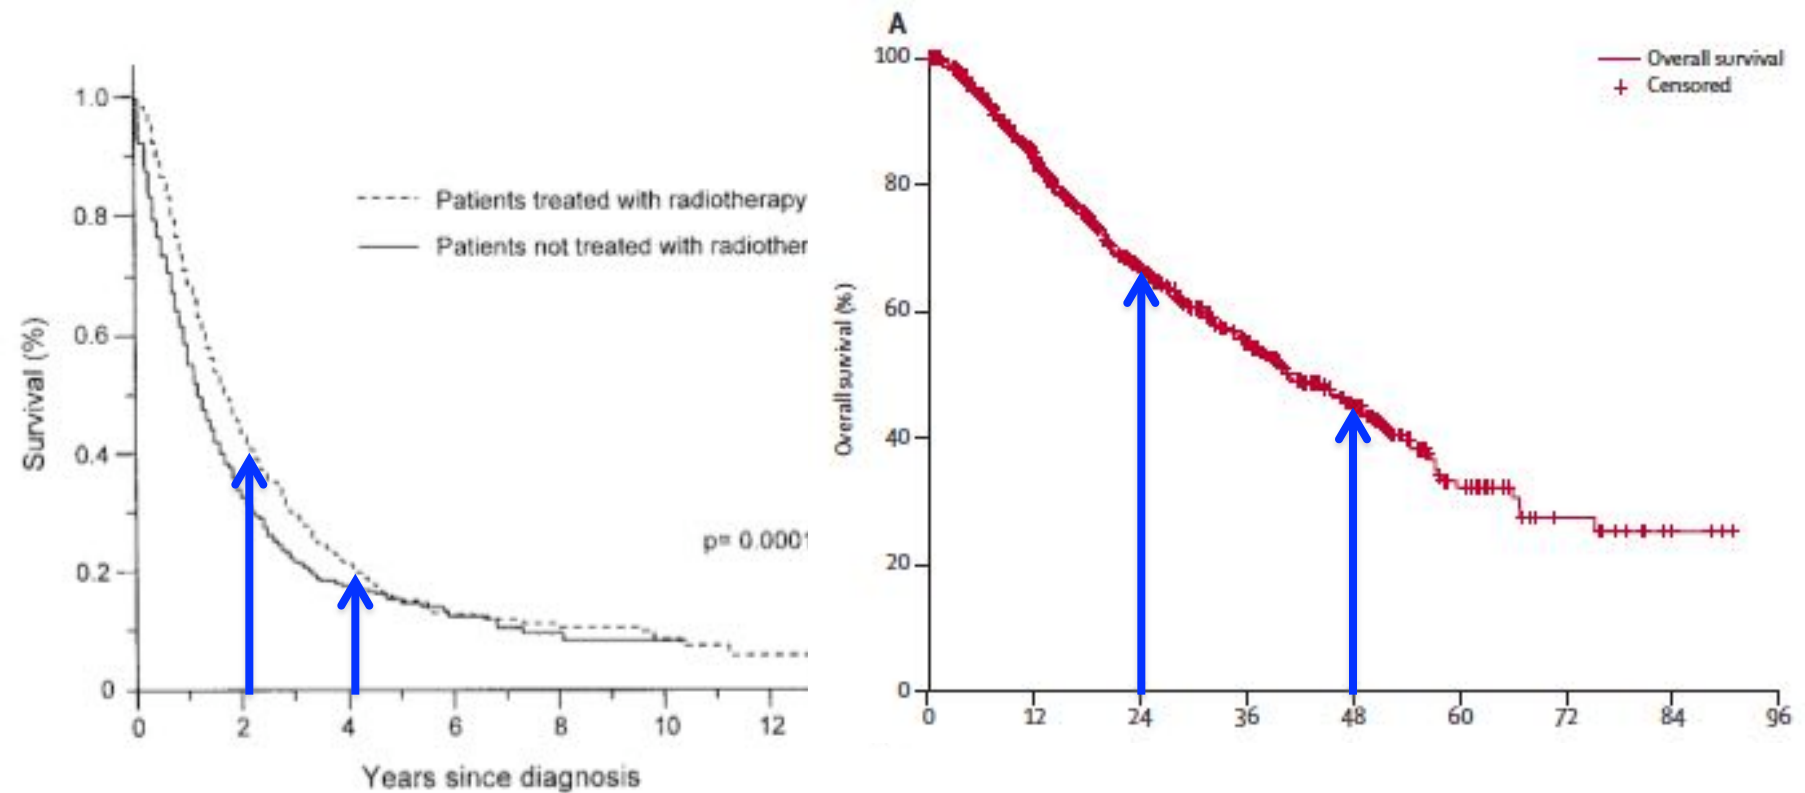 Survival (%)
1.0
0.8
0.6
0.4
0.2
0
Patients treated with radiotherapy
Patients not treated with radiother
p= 0.0001
0 2 4 6 8 10 12
Years since diagnosis
A
Overall survival (%)
100
80
60
40
20
0
Overall survival
Censored
0 12 24 36 48 60 72 84 96